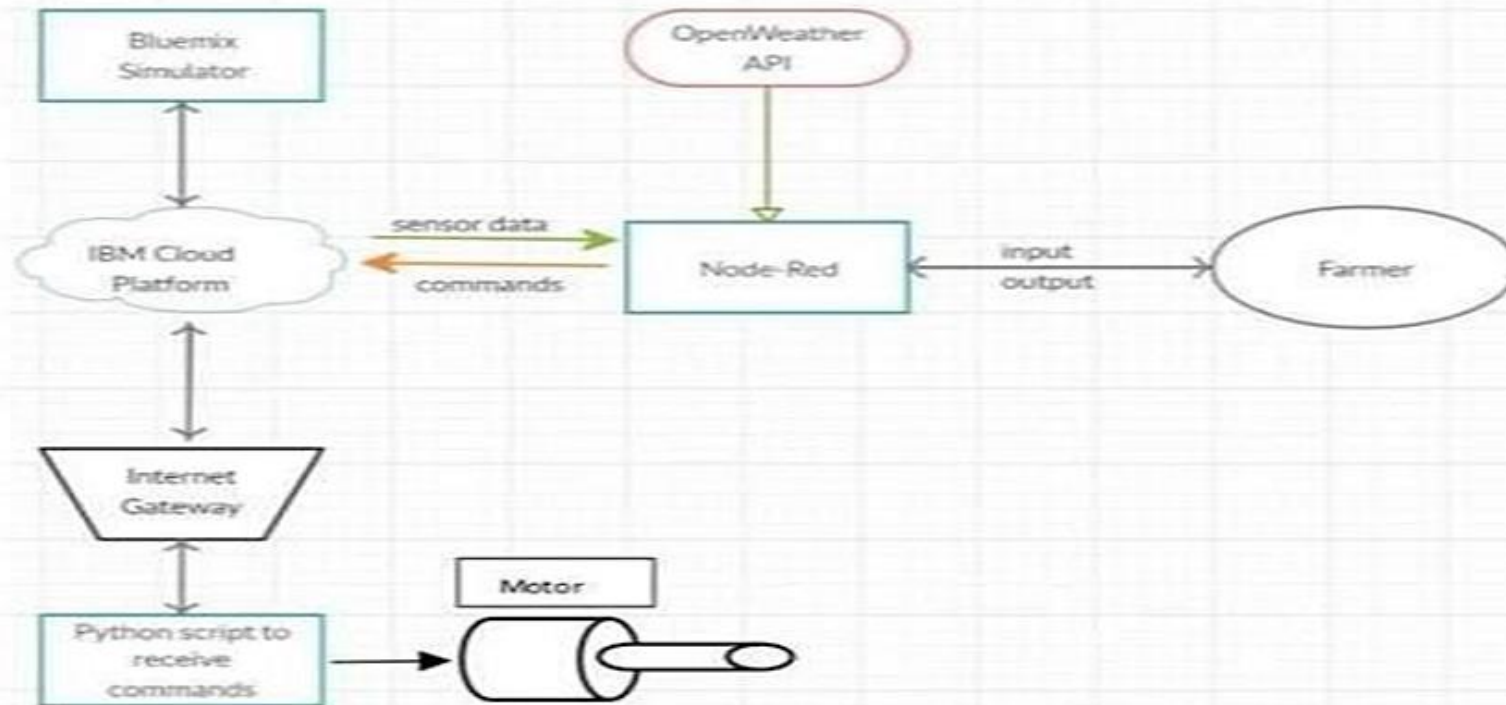 Bluemix
Simulator
OpenWeather
API
sensor data
IBM Cloud
Platform
commands
Node-Red
input
output
Farmer
Internet
Gateway
Motor
Python script to
receive
commands